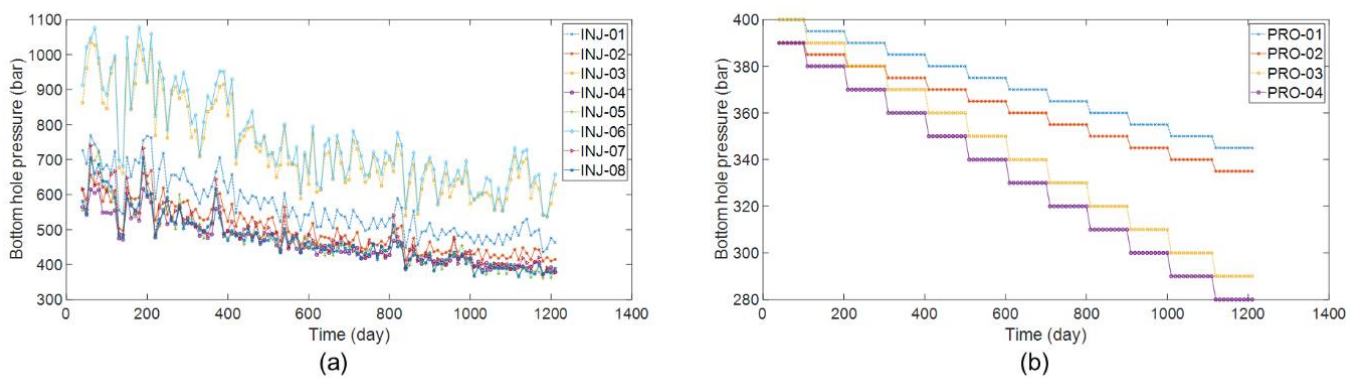 1100
1000
900
800
700
600
500
400
300
Bottom hole pressure (bar)
0 200 400 600 800 1000 1200 1400
Time (day)
INJ-01
INJ-02
INJ-03
INJ-04
INJ-05
INJ-06
INJ-07
INJ-08
(a)
400
380
360
340
320
300
280
Bottom hole pressure (bar)
0 200 400 600 800 1000 1200 1400
Time (day)
PRO-01
PRO-02
PRO-03
PRO-04
(b)